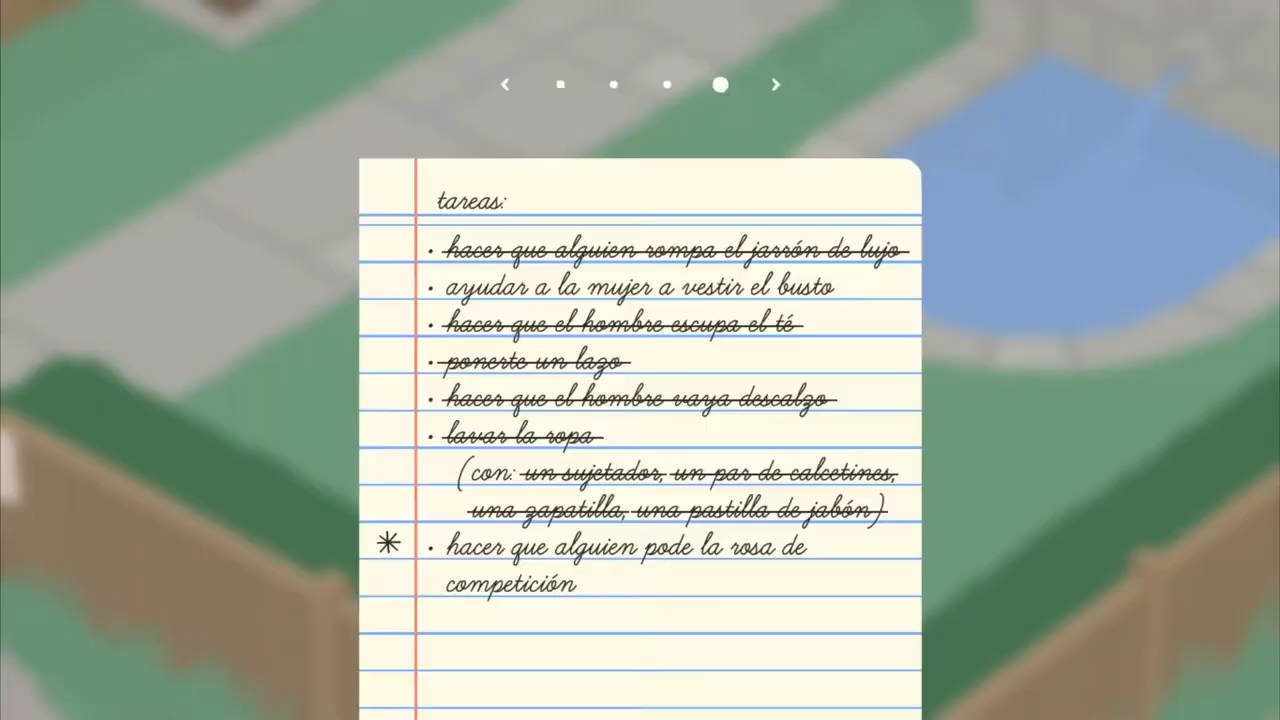 tareas:
· hacer que alguien rompa el jarrón de lujo
· ayudar a la mujer a vestir el busto
· hacer que el hombre escupa el té
· ponerte un lazo
· hacer que el hombre vaya descalzo
· lavar la ropa
(con: un sujetador, un par de calcetines,
una zapatilla, una pastilla de jabón)
· hacer que alguien pode la rosa de
competición